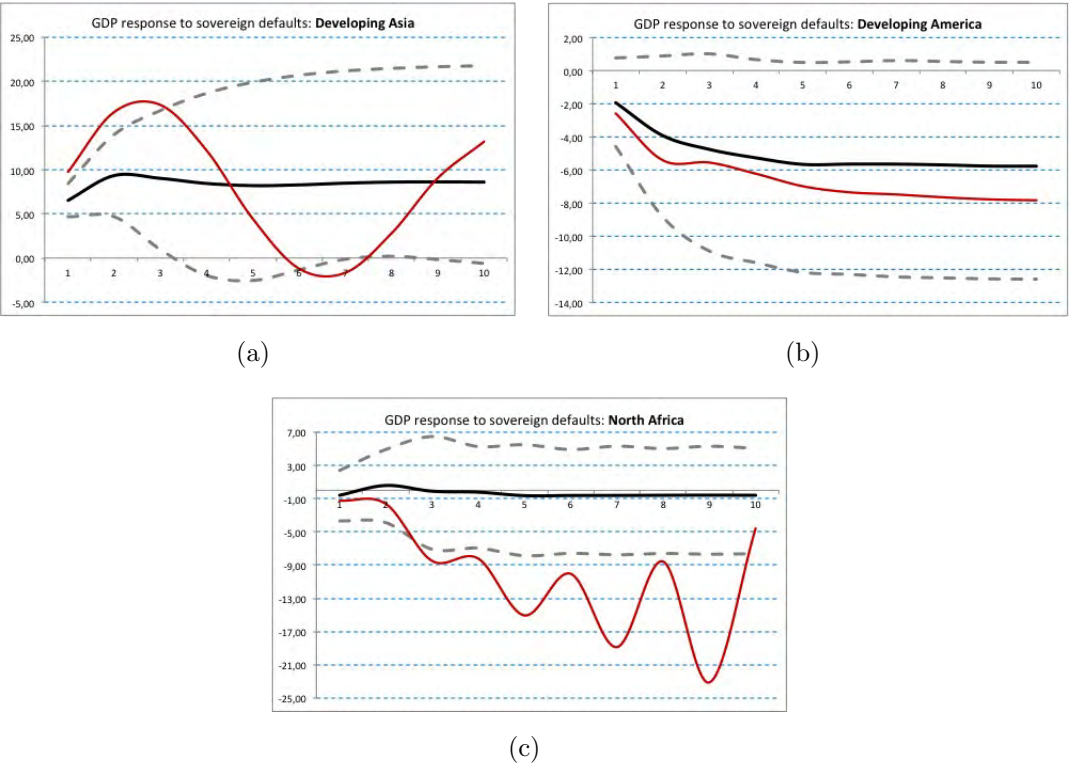 GDP response to sovereign defaults: Developing Asia
25,00
20,00
15,00
10,00
5,00
0,00
-5,00
1 2 3 4 5 6 7 8 9 10
(a)
GDP response to sovereign defaults: Developing America
2,00
0,00
-2,00
-4,00
-6,00
-8,00
-10,00
-12,00
-14,00
1 2 3 4 5 6 7 8 9 10
(b)
GDP response to sovereign defaults: North Africa
7,00
3,00
-1,00
-5,00
-9,00
-13,00
-17,00
-21,00
-25,00
1 2 3 4 5 6 7 8 9 10
(c)